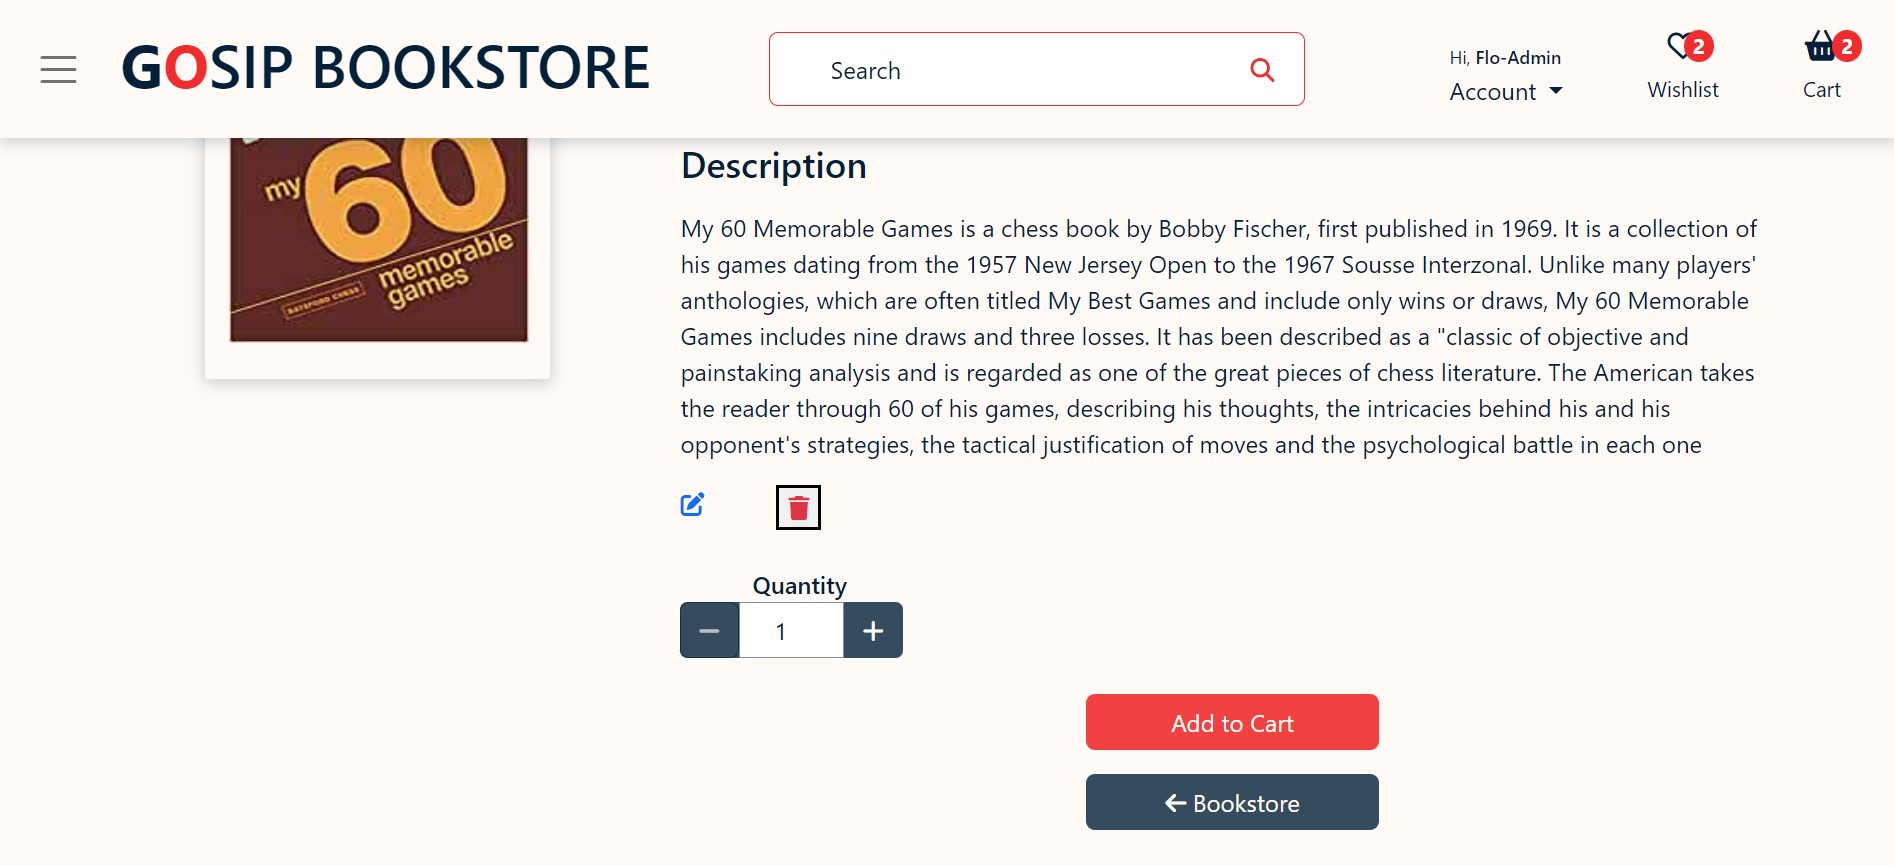 GOSIP BOOKSTORE
Search
Hi, Flo-Admin
Account
2
Wishlist
2
Cart
my 60
memorable
games
BATSFORD CHESS
Description
My 60 Memorable Games is a chess book by Bobby Fischer, first published in 1969. It is a collection of
his games dating from the 1957 New Jersey Open to the 1967 Sousse Interzonal. Unlike many players'
anthologies, which are often titled My Best Games and include only wins or draws, My 60 Memorable
Games includes nine draws and three losses. It has been described as a "classic of objective and
painstaking analysis and is regarded as one of the great pieces of chess literature. The American takes
the reader through 60 of his games, describing his thoughts, the intricacies behind his and his
opponent's strategies, the tactical justification of moves and the psychological battle in each one
Quantity
1
Add to Cart
Bookstore